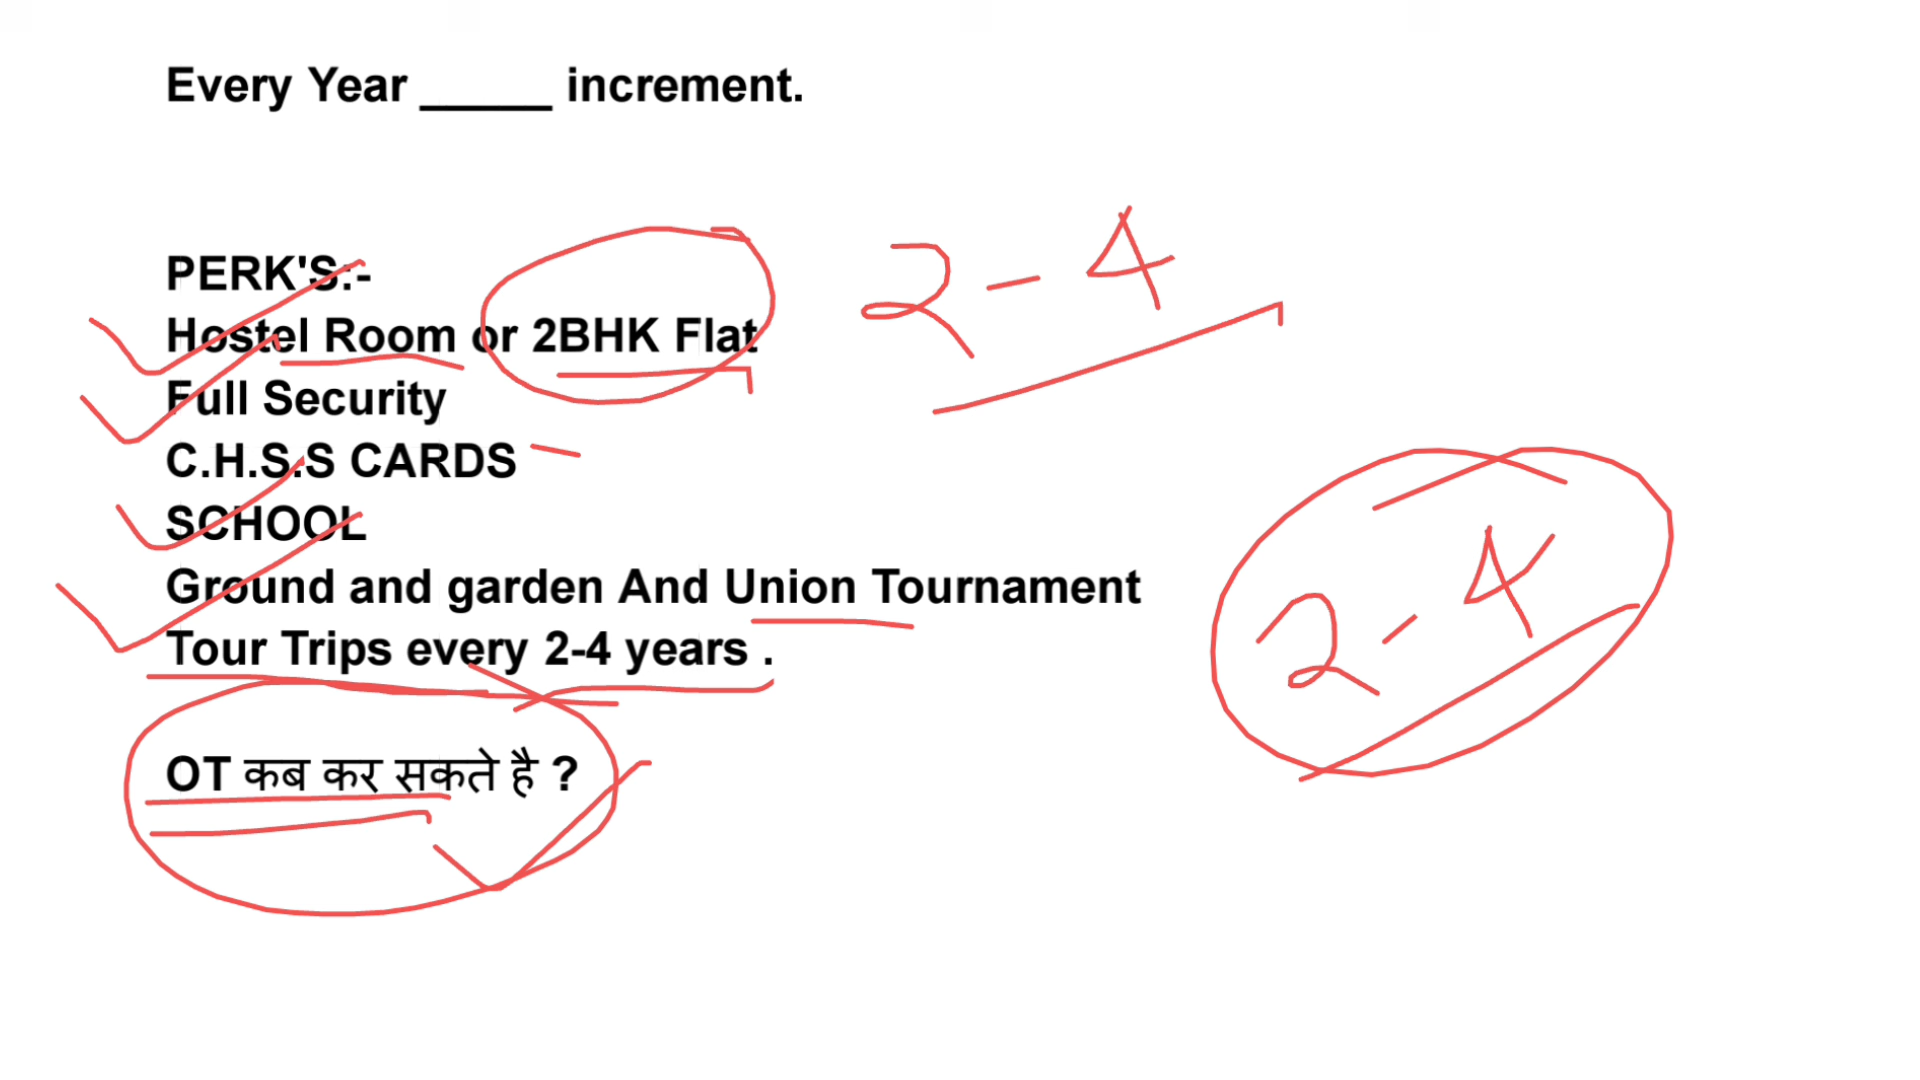 Every Year _____ increment.
PERK'S:-
2-4
Hostel Room or 2BHK Flat
Full Security
C.H.S.S CARDS
SCHOOL
Ground and garden And Union Tournament
2-4
Tour Trips every 2-4 years .
OT कब कर सकते है ?